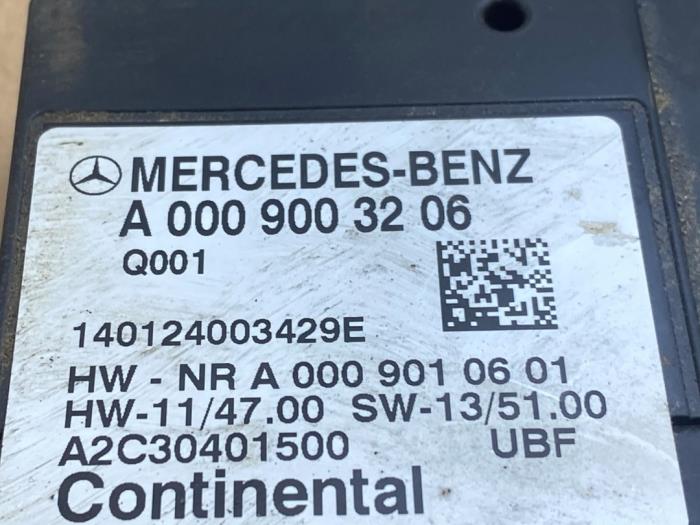 MERCEDES-BENZ
A 000 900 32 06
Q001
140124003429E
HW - NR A 000 901 06 01
HW-11/47.00 SW-13/51.00
A2C30401500 UBF
Continental